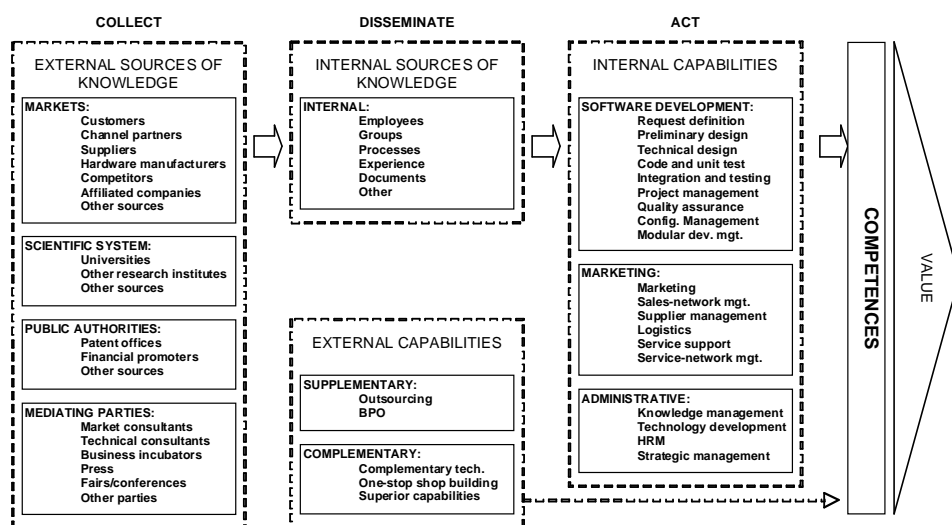 COLLECT
DISSEMINATE
ACT
EXTERNAL SOURCES OF
KNOWLEDGE
MARKETS:
Customers
Channel partners
Suppliers
Hardware manufacturers
Competitors
Affiliated companies
Other sources
SCIENTIFIC SYSTEM:
Universities
Other research institutes
Other sources
PUBLIC AUTHORITIES:
Patent offices
Financial promoters
Other sources
MEDIATING PARTIES:
Market consultants
Technical consultants
Business incubators
Press
Fairs/conferences
Other parties
INTERNAL SOURCES OF
KNOWLEDGE
INTERNAL:
Employees
Groups
Processes
Experience
Documents
Other
EXTERNAL CAPABILITIES
SUPPLEMENTARY:
Outsourcing
BPO
COMPLEMENTARY:
Complementary tech.
One-stop shop building
Superior capabilities
INTERNAL CAPABILITIES
SOFTWARE DEVELOPMENT:
Request definition
Preliminary design
Technical design
Code and unit test
Integration and testing
Project management
Quality assurance
Config. Management
Modular dev. mgt.
MARKETING:
Marketing
Sales-network mgt.
Supplier management
Logistics
Service support
Service-network mgt.
ADMINISTRATIVE:
Knowledge management
Technology development
HRM
Strategic management
COMPETENCES
VALUE